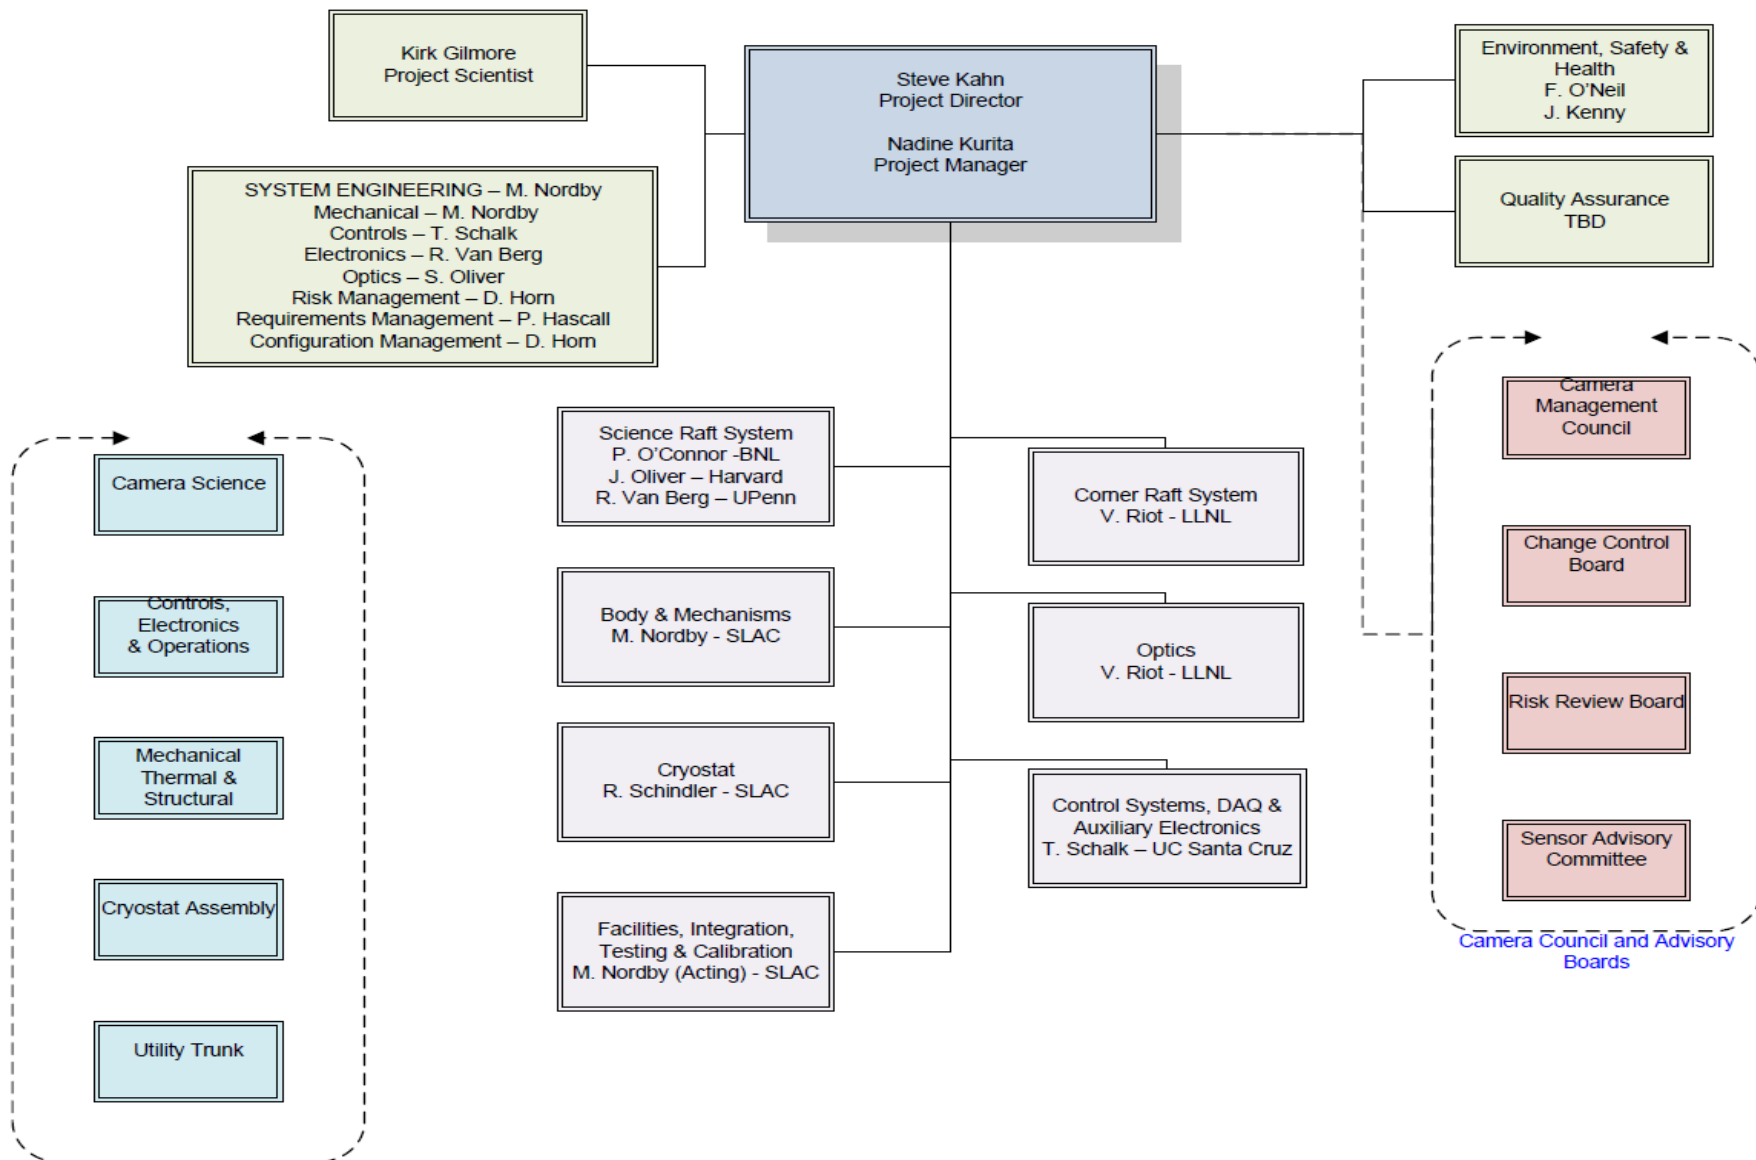 Kirk Gilmore
Project Scientist
Steve Kahn
Project Director
Nadine Kurita
Project Manager
Environment, Safety &
Health
F. O'Neil
J. Kenny
Quality Assurance
TBD
SYSTEM ENGINEERING – M. Nordby
Mechanical – M. Nordby
Controls – T. Schalk
Electronics – R. Van Berg
Optics – S. Oliver
Risk Management – D. Horn
Requirements Management – P. Hascall
Configuration Management – D. Horn
Camera Science
Controls,
Electronics
& Operations
Mechanical
Thermal &
Structural
Cryostat Assembly
Utility Trunk
Science Raft System
P. O'Connor -BNL
J. Oliver – Harvard
R. Van Berg – UPenn
Body & Mechanisms
M. Nordby - SLAC
Cryostat
R. Schindler - SLAC
Facilities, Integration,
Testing & Calibration
M. Nordby (Acting) - SLAC
Corner Raft System
V. Riot - LLNL
Optics
V. Riot - LLNL
Control Systems, DAQ &
Auxiliary Electronics
T. Schalk – UC Santa Cruz
Camera
Management
Council
Change Control
Board
Risk Review Board
Sensor Advisory
Committee
Camera Council and Advisory
Boards